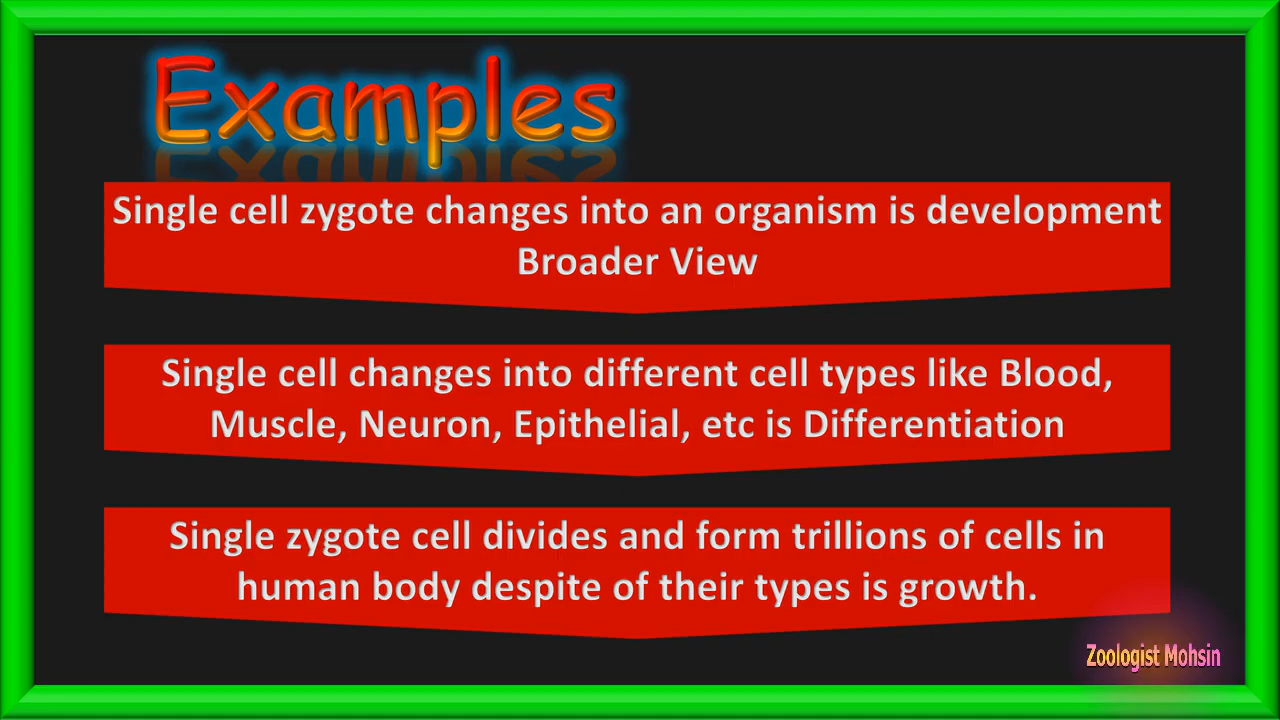 Examples
Single cell zygote changes into an organism is development
Broader View
Single cell changes into different cell types like Blood,
Muscle, Neuron, Epithelial, etc is Differentiation
Single zygote cell divides and form trillions of cells in
human body despite of their types is growth.
Zoologist Mohsin